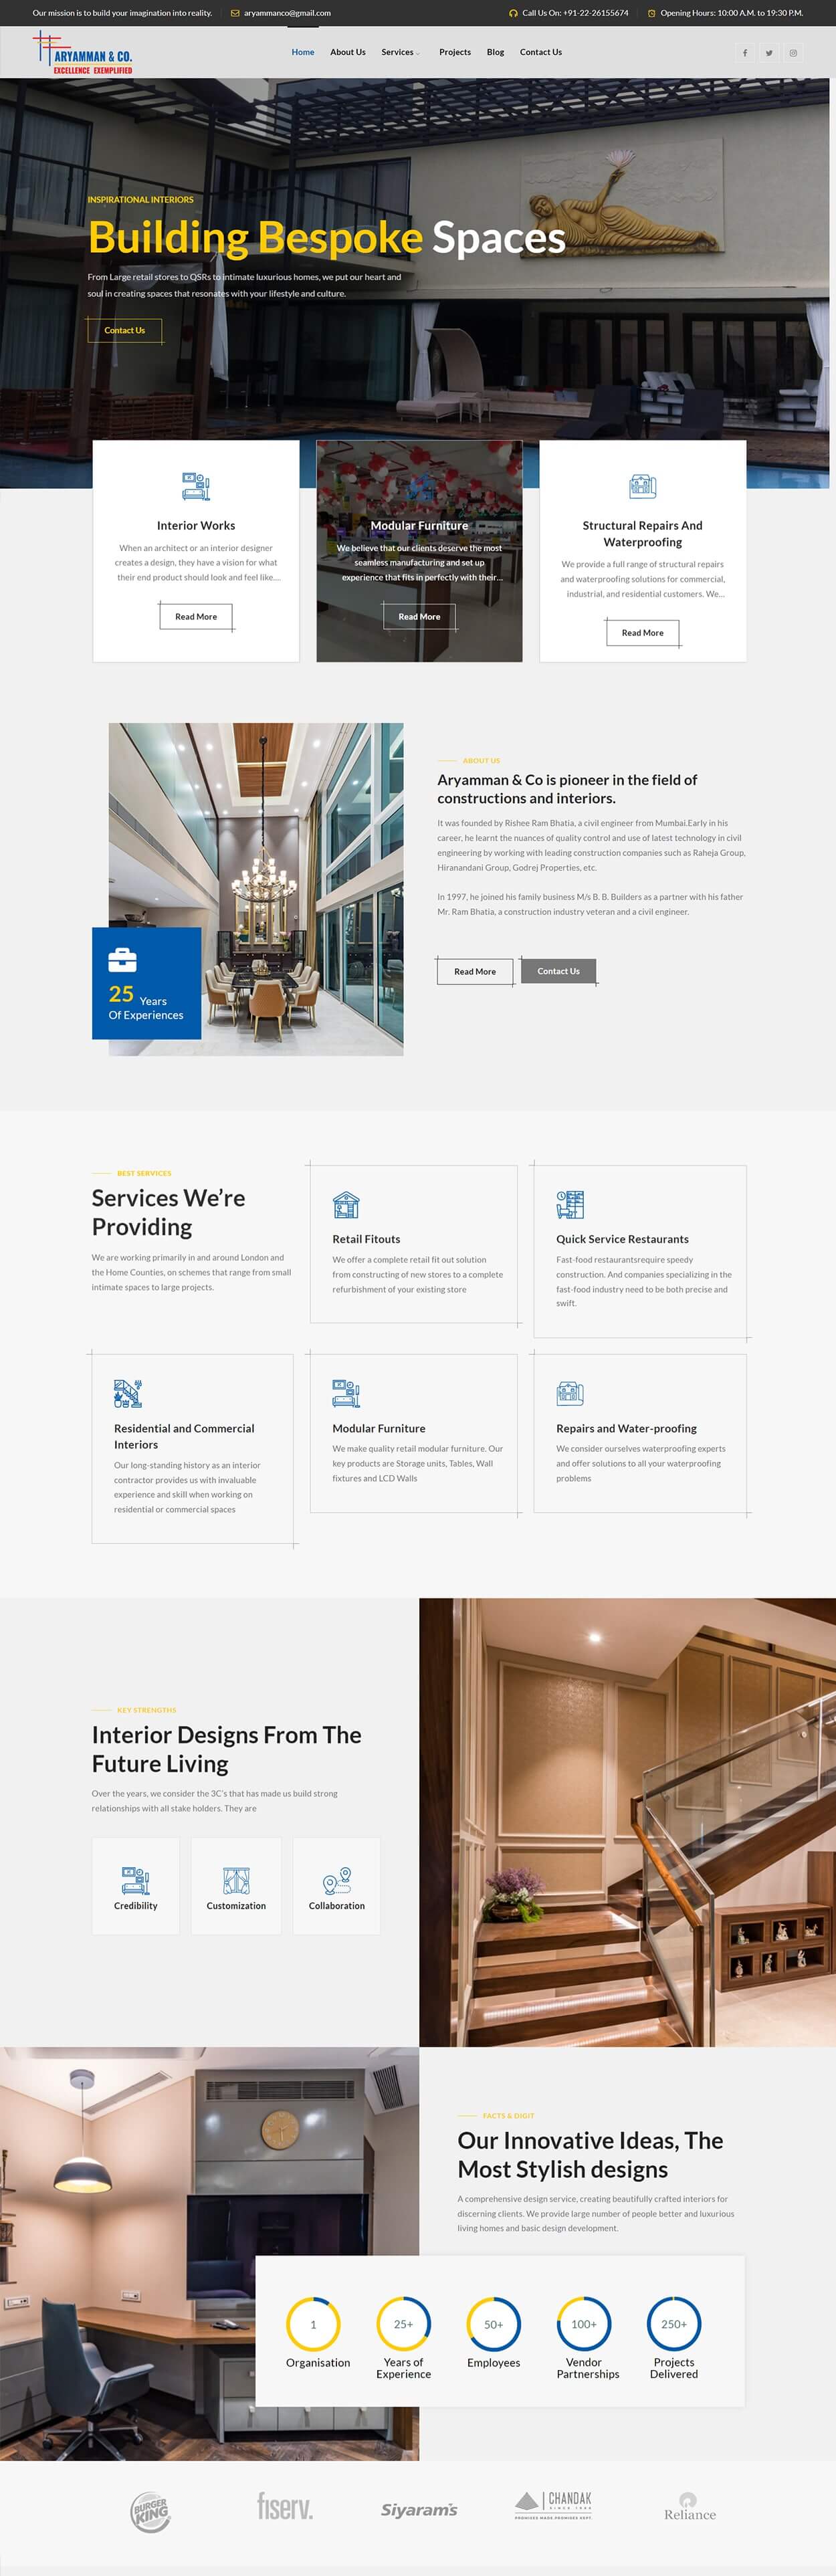 Our mission is to build your imagination into reality.
aryammanco@gmail.com
Call Us On: +91-22-26155674
Opening Hours: 10:00 A.M. to 19:30 P.M.
ARYAMMAN & CO.
EXCELLENCE EXEMPLIFIED
Home
About Us
Services
Projects
Blog
Contact Us
INSPIRATIONAL INTERIORS
Building Bespoke Spaces
From Large retail stores to QSRs to intimate luxurious homes, we put our heart and
soul in creating spaces that resonates with your lifestyle and culture.
Contact Us
Interior Works
When an architect or an interior designer
creates a design, they have a vision for what
their end product should look and feel like....
Read More
Modular Furniture
We believe that our clients deserve the most
seamless manufacturing and set up
experience that fits in perfectly with their...
Read More
Structural Repairs And
Waterproofing
We provide a full range of structural repairs
and waterproofing solutions for commercial,
industrial, and residential customers. We...
Read More
25 Years
Of Experiences
ABOUT US
Aryamman & Co is pioneer in the field of
constructions and interiors.
It was founded by Rishee Ram Bhatia, a civil engineer from Mumbai.Early in his
career, he learnt the nuances of quality control and use of latest technology in civil
engineering by working with leading construction companies such as Raheja Group,
Hiranandani Group, Godrej Properties, etc.
In 1997, he joined his family business M/s B. B. Builders as a partner with his father
Mr. Ram Bhatia, a construction industry veteran and a civil engineer.
Read More
Contact Us
BEST SERVICES
Services We’re
Providing
We are working primarily in and around London and
the Home Counties, on schemes that range from small
intimate spaces to large projects.
Retail Fitouts
We offer a complete retail fit out solution
from constructing of new stores to a complete
refurbishment of your existing store
Quick Service Restaurants
Fast-food restaurantsrequire speedy
construction. And companies specializing in the
fast-food industry need to be both precise and
swift.
Residential and Commercial
Interiors
Our long-standing history as an interior
contractor provides us with invaluable
experience and skill when working on
residential or commercial spaces
Modular Furniture
We make quality retail modular furniture. Our
key products are Storage units, Tables, Wall
fixtures and LCD Walls
Repairs and Water-proofing
We consider ourselves waterproofing experts
and offer solutions to all your waterproofing
problems
KEY STRENGTHS
Interior Designs From The
Future Living
Over the years, we consider the 3C’s that has made us build strong
relationships with all stake holders. They are
Credibility
Customization
Collaboration
FACTS & DIGIT
Our Innovative Ideas, The
Most Stylish designs
A comprehensive design service, creating beautifully crafted interiors for
discerning clients. We provide large number of people better and luxurious
living homes and basic design development.
1
Organisation
25+
Years of
Experience
50+
Employees
100+
Vendor
Partnerships
250+
Projects
Delivered
BURGER
KING
fiserv.
Siyaram's
CHANDAK
SINCE 1986
PROMISES MADE. PROMISES KEPT.
Reliance